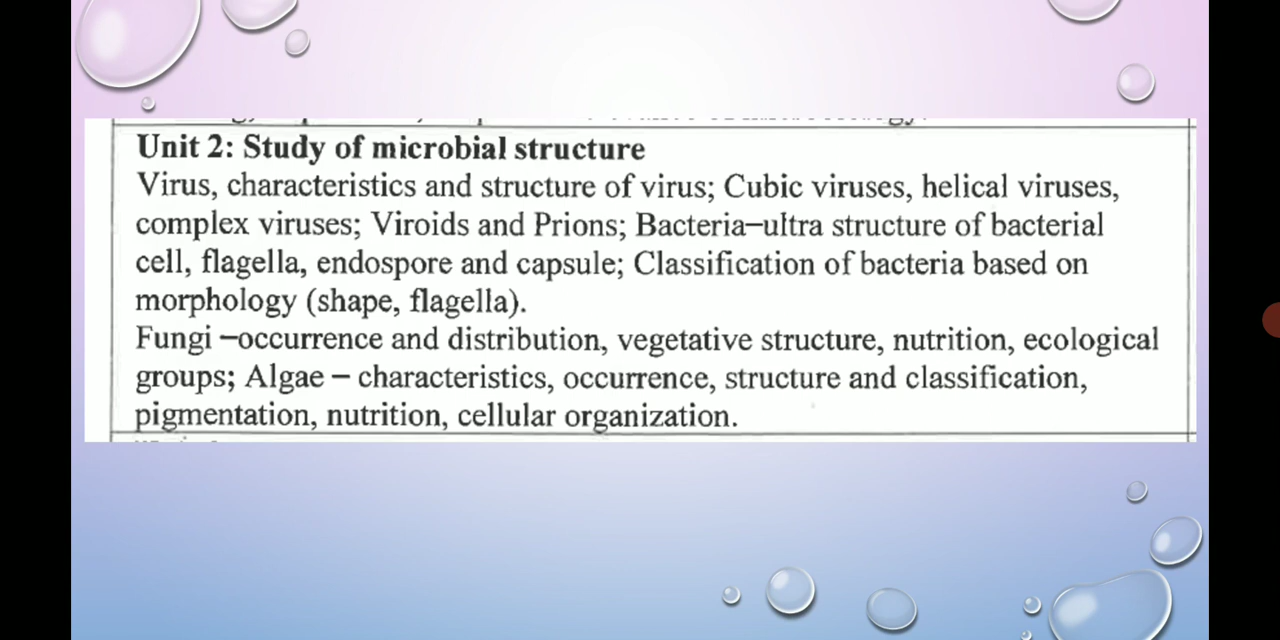 Unit 2: Study of microbial structure
Virus, characteristics and structure of virus; Cubic viruses, helical viruses,
complex viruses; Viroids and Prions; Bacteria–ultra structure of bacterial
cell, flagella, endospore and capsule; Classification of bacteria based on
morphology (shape, flagella).
Fungi –occurrence and distribution, vegetative structure, nutrition, ecological
groups; Algae – characteristics, occurrence, structure and classification,
pigmentation, nutrition, cellular organization.